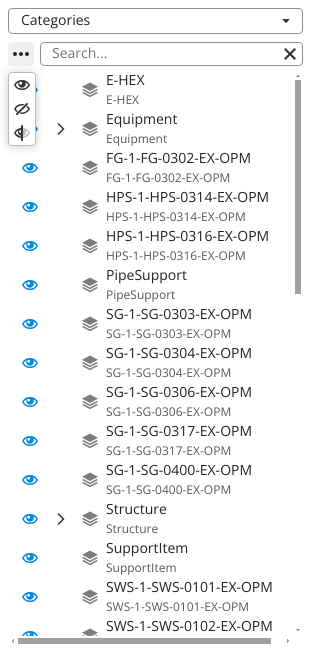 Categories
Search...
E-HEX
E-HEX
Equipment
Equipment
FG-1-FG-0302-EX-OPM
FG-1-FG-0302-EX-OPM
HPS-1-HPS-0314-EX-OPM
HPS-1-HPS-0314-EX-OPM
HPS-1-HPS-0316-EX-OPM
HPS-1-HPS-0316-EX-OPM
PipeSupport
PipeSupport
SG-1-SG-0303-EX-OPM
SG-1-SG-0303-EX-OPM
SG-1-SG-0304-EX-OPM
SG-1-SG-0304-EX-OPM
SG-1-SG-0306-EX-OPM
SG-1-SG-0306-EX-OPM
SG-1-SG-0317-EX-OPM
SG-1-SG-0317-EX-OPM
SG-1-SG-0400-EX-OPM
SG-1-SG-0400-EX-OPM
Structure
Structure
SupportItem
SupportItem
SWS-1-SWS-0101-EX-OPM
SWS-1-SWS-0101-EX-OPM
SWS-1-SWS-0102-EX-OPM